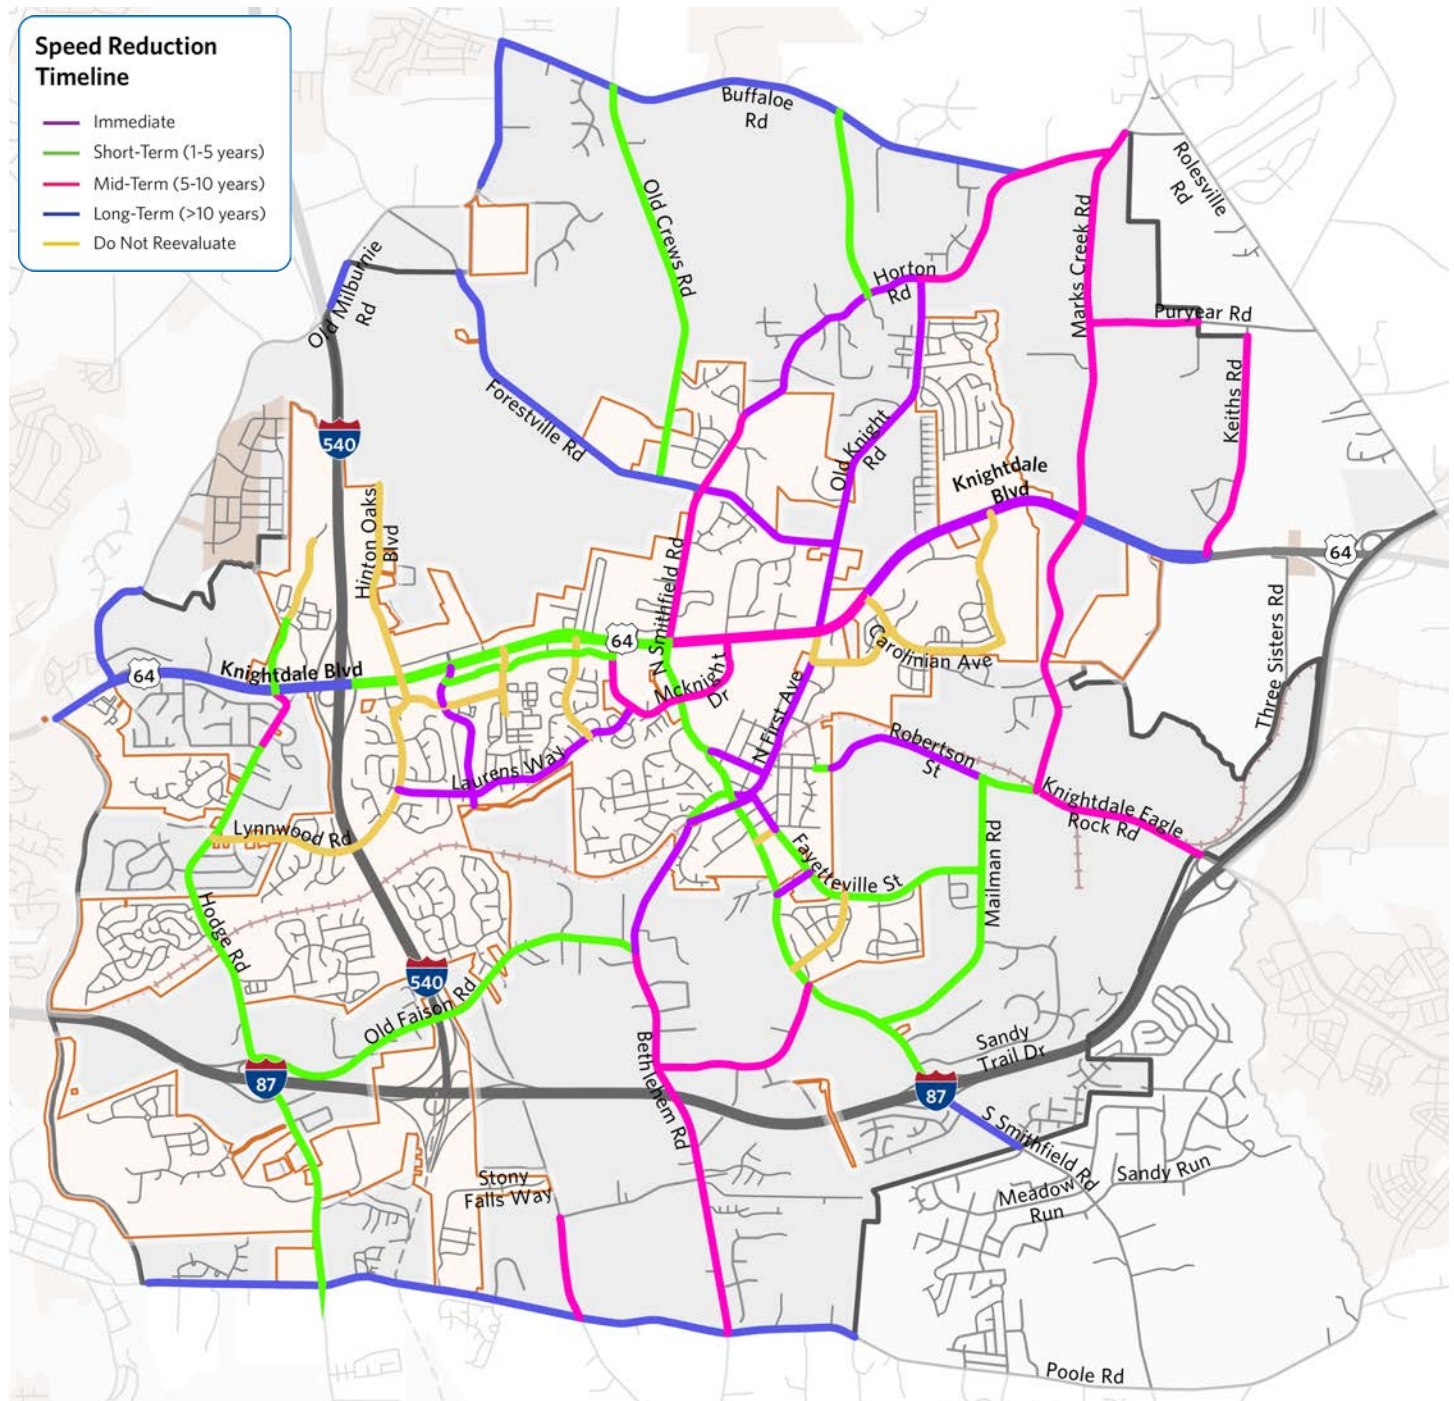 Speed Reduction
Timeline
Immediate
Short-Term (1-5 years)
Mid-Term (5-10 years)
Long-Term (>10 years)
Do Not Reevaluate
Buffaloe
Rd
Rolesville
Rd
Old Crews Rd
Old Milburnie
Rd
Horton
Rd
Marks Creek Rd
Puryear Rd
Keiths Rd
Forestville Rd
Old Knight
Rd
540
Knightdale
Blvd
Hinton Oaks
Blvd
64
N Smithfield Rd
64
Carolinian Ave
Three Sisters Rd
64
Knightdale Blvd
Mcknight
Dr
N First Ave
Robertson
St
Laurens Way
Knightdale Eagle
Rock Rd
Lynnwood Rd
Fayetteville St
Mailman Rd
Hodge Rd
540
Old Faison Rd
Sandy
Trail Dr
Bethlehem Rd
87
87
S Smithfield Rd
Sandy Run
Stony
Falls Way
Meadow
Run
Poole Rd